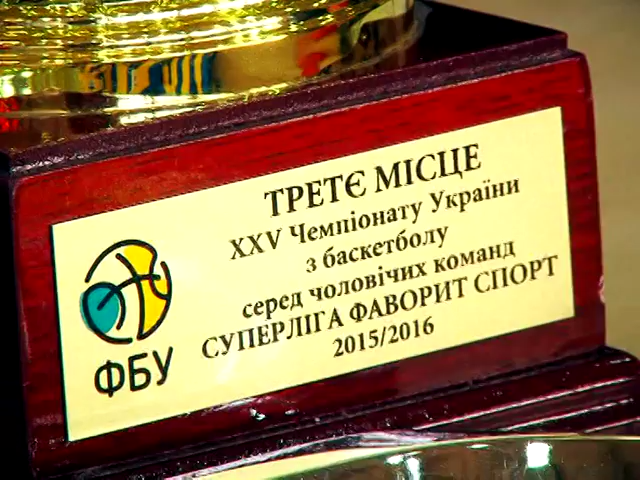 ТРЕТЄ МІСЦЕ
XXV Чемпіонату України
з баскетболу
серед чоловічих команд
СУПЕРЛІГА ФАВОРИТ СПОРТ
2015/2016
ФБУ